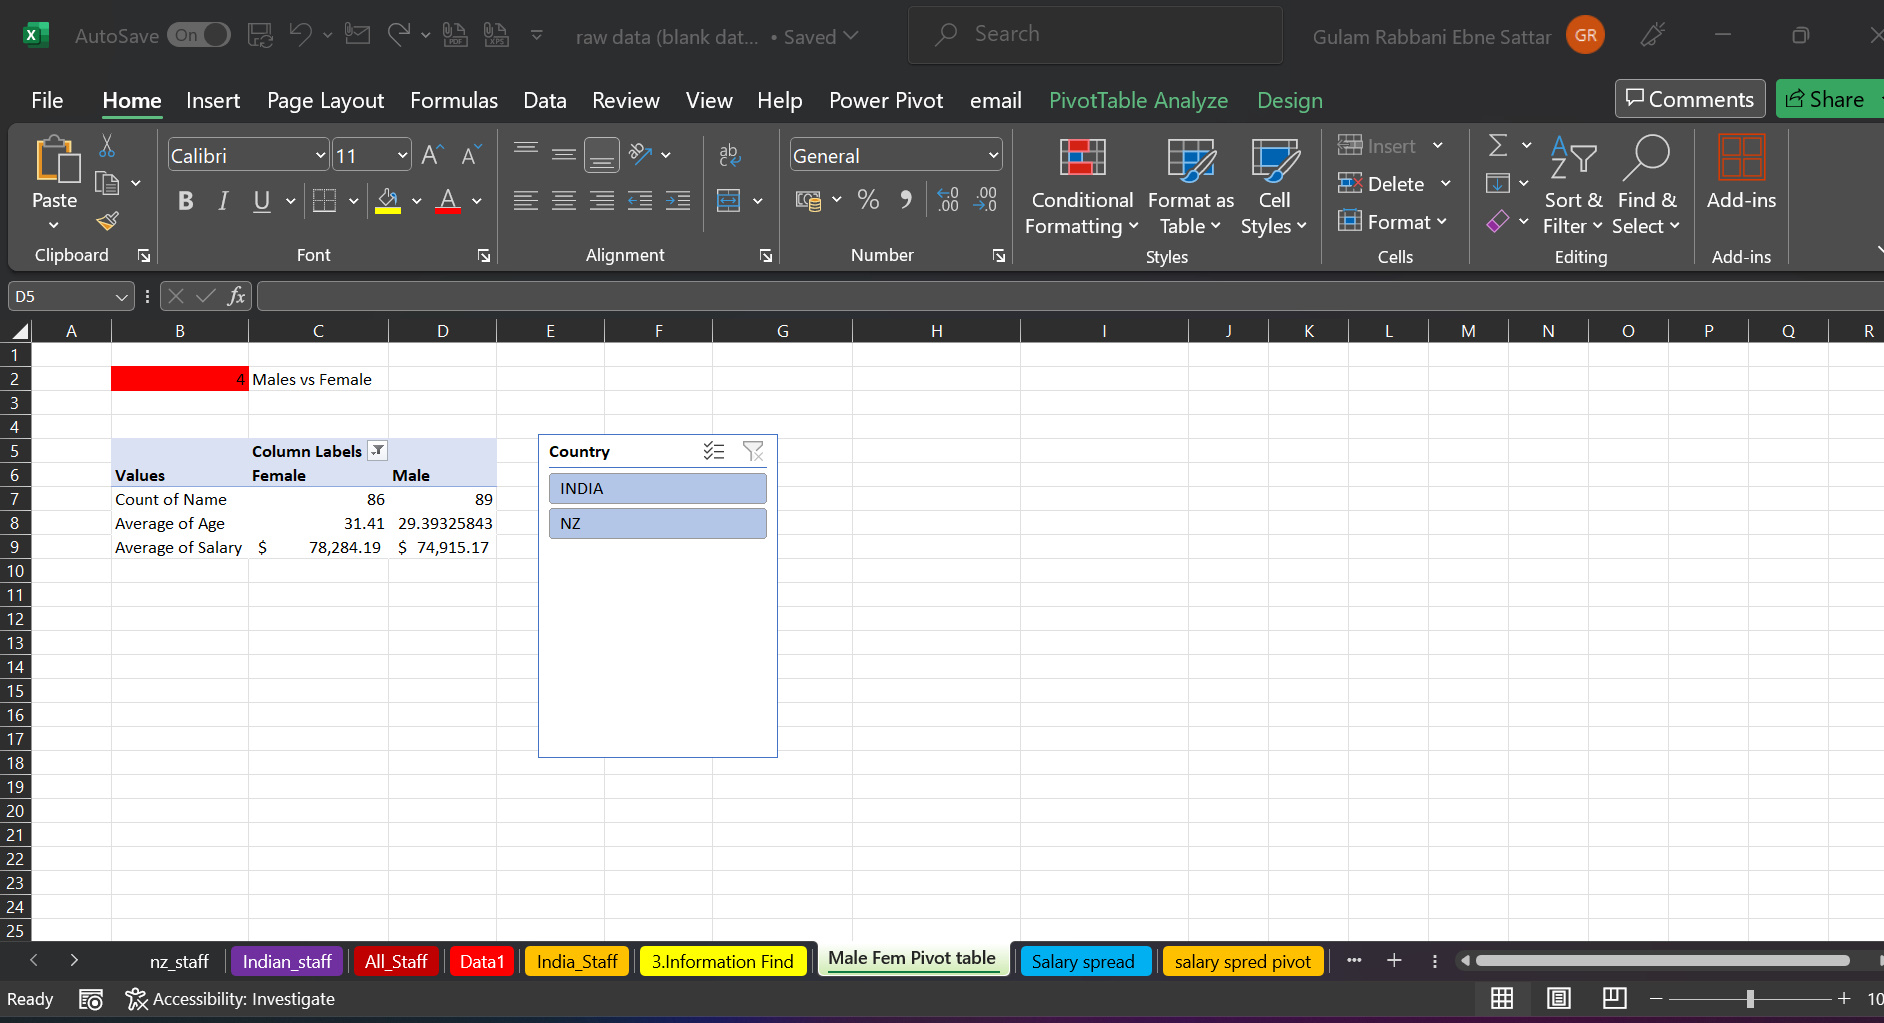 AutoSave On raw data (blank dat... • Saved Search Gulam Rabbani Ebne Sattar GR
File Home Insert Page Layout Formulas Data Review View Help Power Pivot email PivotTable Analyze Design Comments Share
Paste
Clipboard
Calibri 11
B I U A
Font
ab
Alignment
General
% , .00 .00
Number
Conditional Formatting
Format as Table
Cell Styles
Styles
Insert
Delete
Format
Cells
Sort & Filter
Find & Select
Editing
Add-ins
Add-ins
D5 fx
A B C D E F G H I J K L M N O P Q R
1
2 4 Males vs Female
3
4
5 Column Labels
6 Values Female Male
7 Count of Name 86 89
8 Average of Age 31.41 29.39325843
9 Average of Salary $ 78,284.19 $ 74,915.17
Country
INDIA
NZ
10
11
12
13
14
15
16
17
18
19
20
21
22
23
24
25
nz_staff Indian_staff All_Staff Data1 India_Staff 3.Information Find Male Fem Pivot table Salary spread salary spred pivot ...
Ready Accessibility: Investigate 10